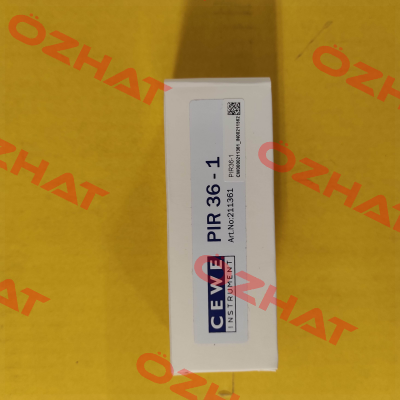 CEWE
INSTRUMENT
PIR 36 - 1
Art.No:211361
PIR36-1
ÖZHAT
ÖZHAT
ÖZHAT
ÖZHAT
ÖZHAT
ÖZHAT
ÖZHAT